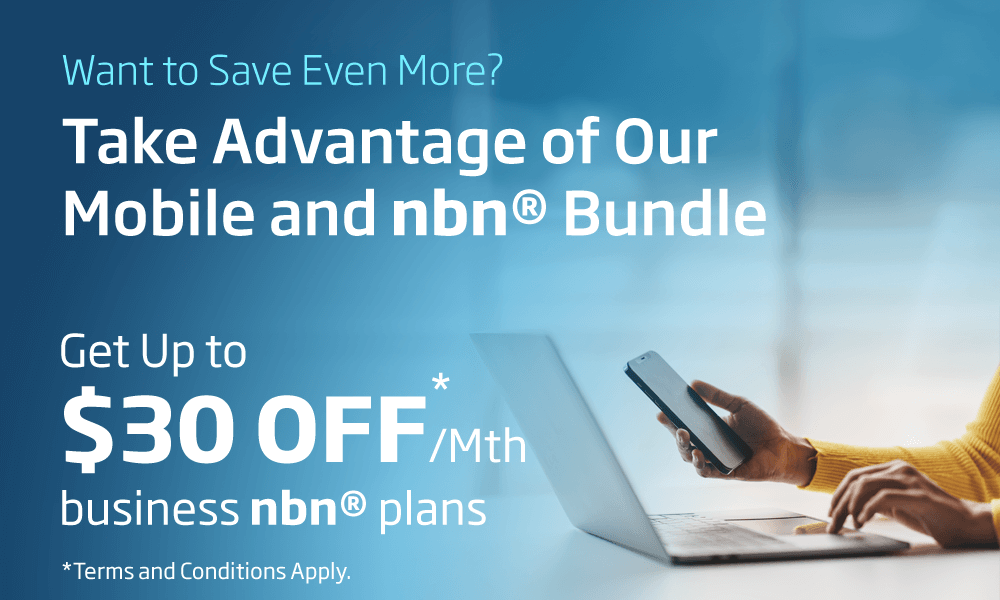 Want to Save Even More?
Take Advantage of Our
Mobile and nbn® Bundle
Get Up to
$30 OFF*/Mth
business nbn® plans
*Terms and Conditions Apply.